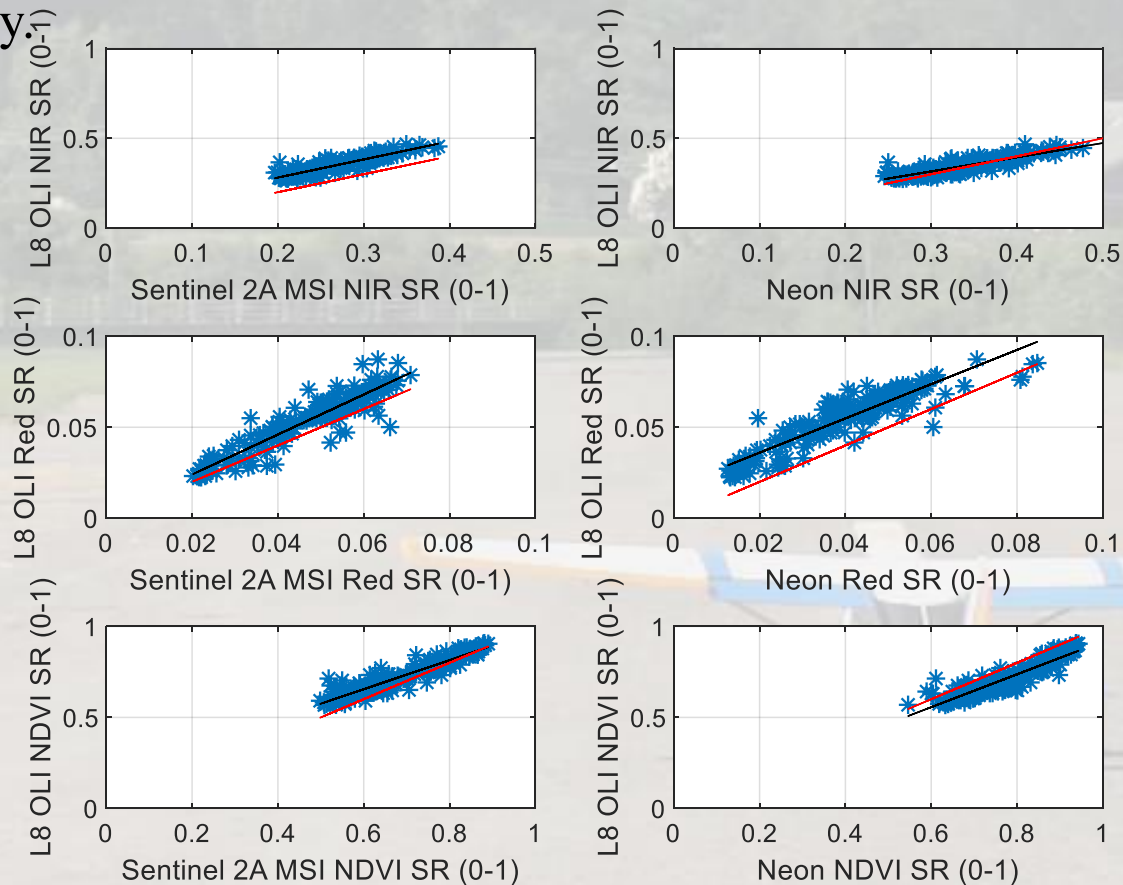 y.
L8 OLI NIR SR (0-1)
1
0.5
0
0 0.1 0.2 0.3 0.4 0.5
Sentinel 2A MSI NIR SR (0-1)
L8 OLI NIR SR (0-1)
1
0.5
0
0 0.1 0.2 0.3 0.4 0.5
Neon NIR SR (0-1)
L8 OLI Red SR (0-1)
0.1
0.05
0
0 0.02 0.04 0.06 0.08 0.1
Sentinel 2A MSI Red SR (0-1)
L8 OLI Red SR (0-1)
0.1
0.05
0
0 0.02 0.04 0.06 0.08 0.1
Neon Red SR (0-1)
L8 OLI NDVI SR (0-1)
1
0.5
0
0 0.2 0.4 0.6 0.8 1
Sentinel 2A MSI NDVI SR (0-1)
L8 OLI NDVI SR (0-1)
1
0.5
0
0 0.2 0.4 0.6 0.8 1
Neon NDVI SR (0-1)